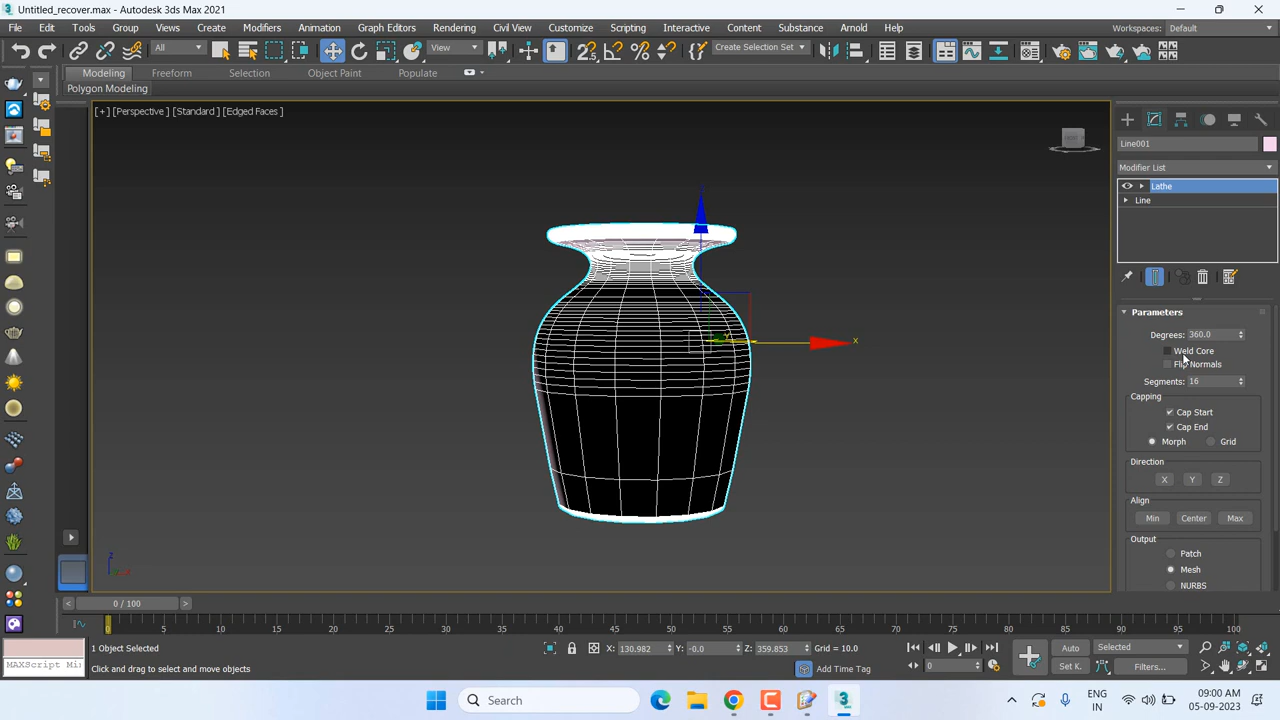 Untitled_recover.max - Autodesk 3ds Max 2021
File Edit Tools Group Views Create Modifiers Animation Graph Editors Rendering Civil View Customize Scripting Interactive Content Substance Arnold Help Workspaces: Default
All View Create Selection Set
Modeling Freeform Selection Object Paint Populate
Polygon Modeling
[+] [Perspective ] [Standard ] [Edged Faces ]
Line001
Modifier List
Lathe
Line
Parameters
Degrees: 360.0
Weld Core
Flip Normals
Segments: 16
Capping
Cap Start
Cap End
Morph Grid
Direction
X Y Z
Align
Min Center Max
Output
Patch
Mesh
NURBS
x
z
0 / 100
0 5 10 15 20 25 30 35 40 45 50 55 60 65 70 75 80 85 90 95 100
1 Object Selected X: 130.982 Y: -0.0 Z: 359.853 Grid = 10.0 Auto Selected
MAXScript Mi
Click and drag to select and move objects Add Time Tag 0 Set K. Filters...
Search
ENG
IN
09:00 AM
05-09-2023